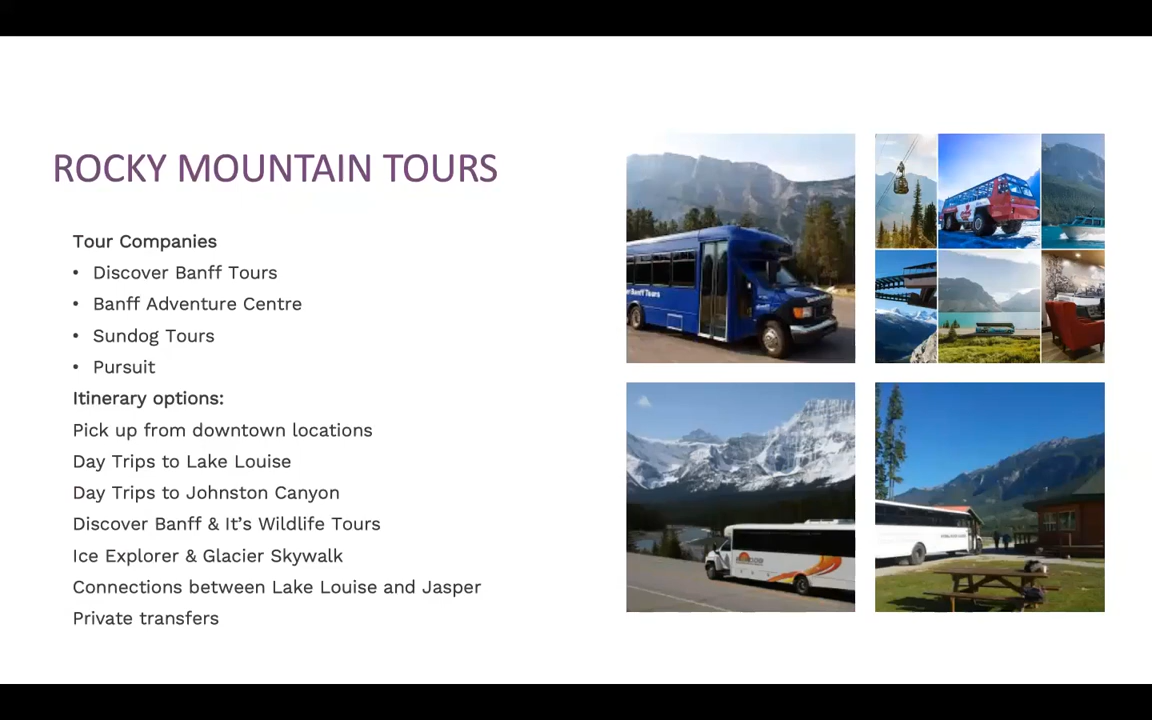 ROCKY MOUNTAIN TOURS
Tour Companies
• Discover Banff Tours
• Banff Adventure Centre
• Sundog Tours
• Pursuit
Itinerary options:
Pick up from downtown locations
Day Trips to Lake Louise
Day Trips to Johnston Canyon
Discover Banff & It’s Wildlife Tours
Ice Explorer & Glacier Skywalk
Connections between Lake Louise and Jasper
Private transfers
Banff Tours